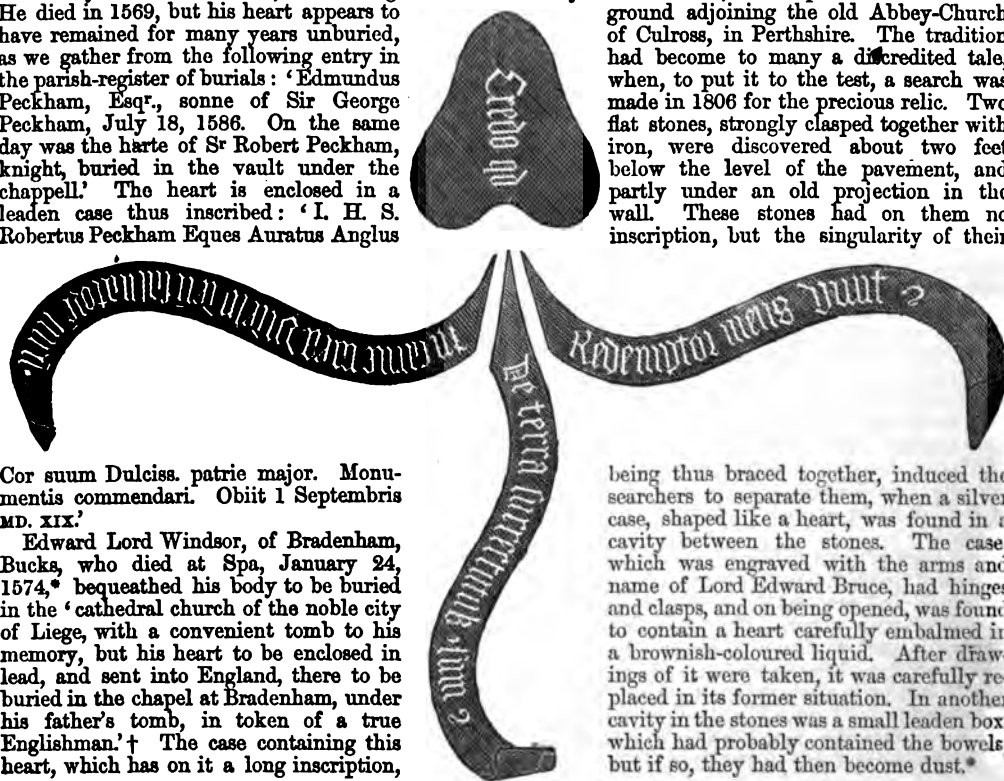 He died in 1569, but his heart appears to
have remained for many years unburied,
as we gather from the following entry in
the parish-register of burials: ‘Edmundus
Peckham, Esqr., sonne of Sir George
Peckham, July 18, 1586. On the same
day was the harte of Sr Robert Peckham,
knight, buried in the vault under the
chappell.’ The heart is enclosed in a
leaden case thus inscribed: ‘I. H. S.
Robertus Peckham Eques Auratus Anglus
Cor suum Dulciss. patrie major. Monu-
mentis commendari. Obiit 1 Septembris
MD. XIX.’
Edward Lord Windsor, of Bradenham,
Bucks, who died at Spa, January 24,
1574,* bequeathed his body to be buried
in the ‘cathedral church of the noble city
of Liege, with a convenient tomb to his
memory, but his heart to be enclosed in
lead, and sent into England, there to be
buried in the chapel at Bradenham, under
his father's tomb, in token of a true
Englishman.’† The case containing this
heart, which has on it a long inscription,
Credo qd
Redemptor meus vivit ?
De terra surrecturus sum ?
mea
ground adjoining the old Abbey-Church
of Culross, in Perthshire. The tradition
had become to many a discredited tale,
when, to put it to the test, a search was
made in 1806 for the precious relic. Two
flat stones, strongly clasped together with
iron, were discovered about two feet
below the level of the pavement, and
partly under an old projection in the
wall. These stones had on them no
inscription, but the singularity of their
being thus braced together, induced the
searchers to separate them, when a silver
case, shaped like a heart, was found in a
cavity between the stones. The case
which was engraved with the arms and
name of Lord Edward Bruce, had hinges
and clasps, and on being opened, was found
to contain a heart carefully embalmed in
a brownish-coloured liquid. After draw-
ings of it were taken, it was carefully re-
placed in its former situation. In another
cavity in the stones was a small leaden box
which had probably contained the bowels
but if so, they had then become dust.*